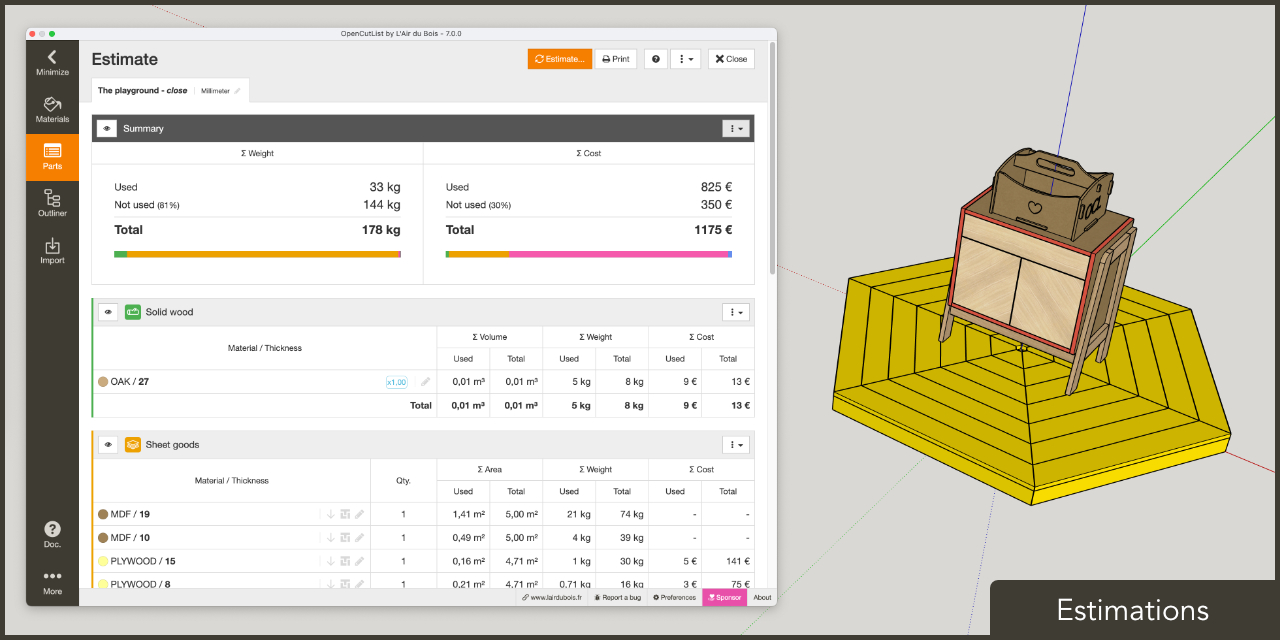 OpenCutList by L'Air du Bois - 7.0.0
Minimize
Materials
Parts
Outliner
Import
Doc.
More
Estimate
Estimate...
Print
Close
The playground - close
Millimeter
Summary
Σ Weight Σ Cost
Used 33 kg Used 825 €
Not used (81%) 144 kg Not used (30%) 350 €
Total 178 kg Total 1175 €
Solid wood
Material / Thickness Σ Volume Σ Weight Σ Cost
Used Total Used Total Used Total
OAK / 27 x1.00 0,01 m³ 0,01 m³ 5 kg 8 kg 9 € 13 €
Total 0,01 m³ 0,01 m³ 5 kg 8 kg 9 € 13 €
Sheet goods
Material / Thickness Qty. Σ Area Σ Weight Σ Cost
Used Total Used Total Used Total
MDF / 19 1 1,41 m² 5,00 m² 21 kg 74 kg - -
MDF / 10 1 0,49 m² 5,00 m² 4 kg 39 kg - -
PLYWOOD / 15 1 0,16 m² 4,71 m² 1 kg 30 kg 5 € 141 €
PLYWOOD / 8 1 0,21 m² 4,71 m² 0,71 kg 16 kg 3 € 75 €
www.lairdubois.fr Report a bug Preferences Sponsor About
ocl
Estimations